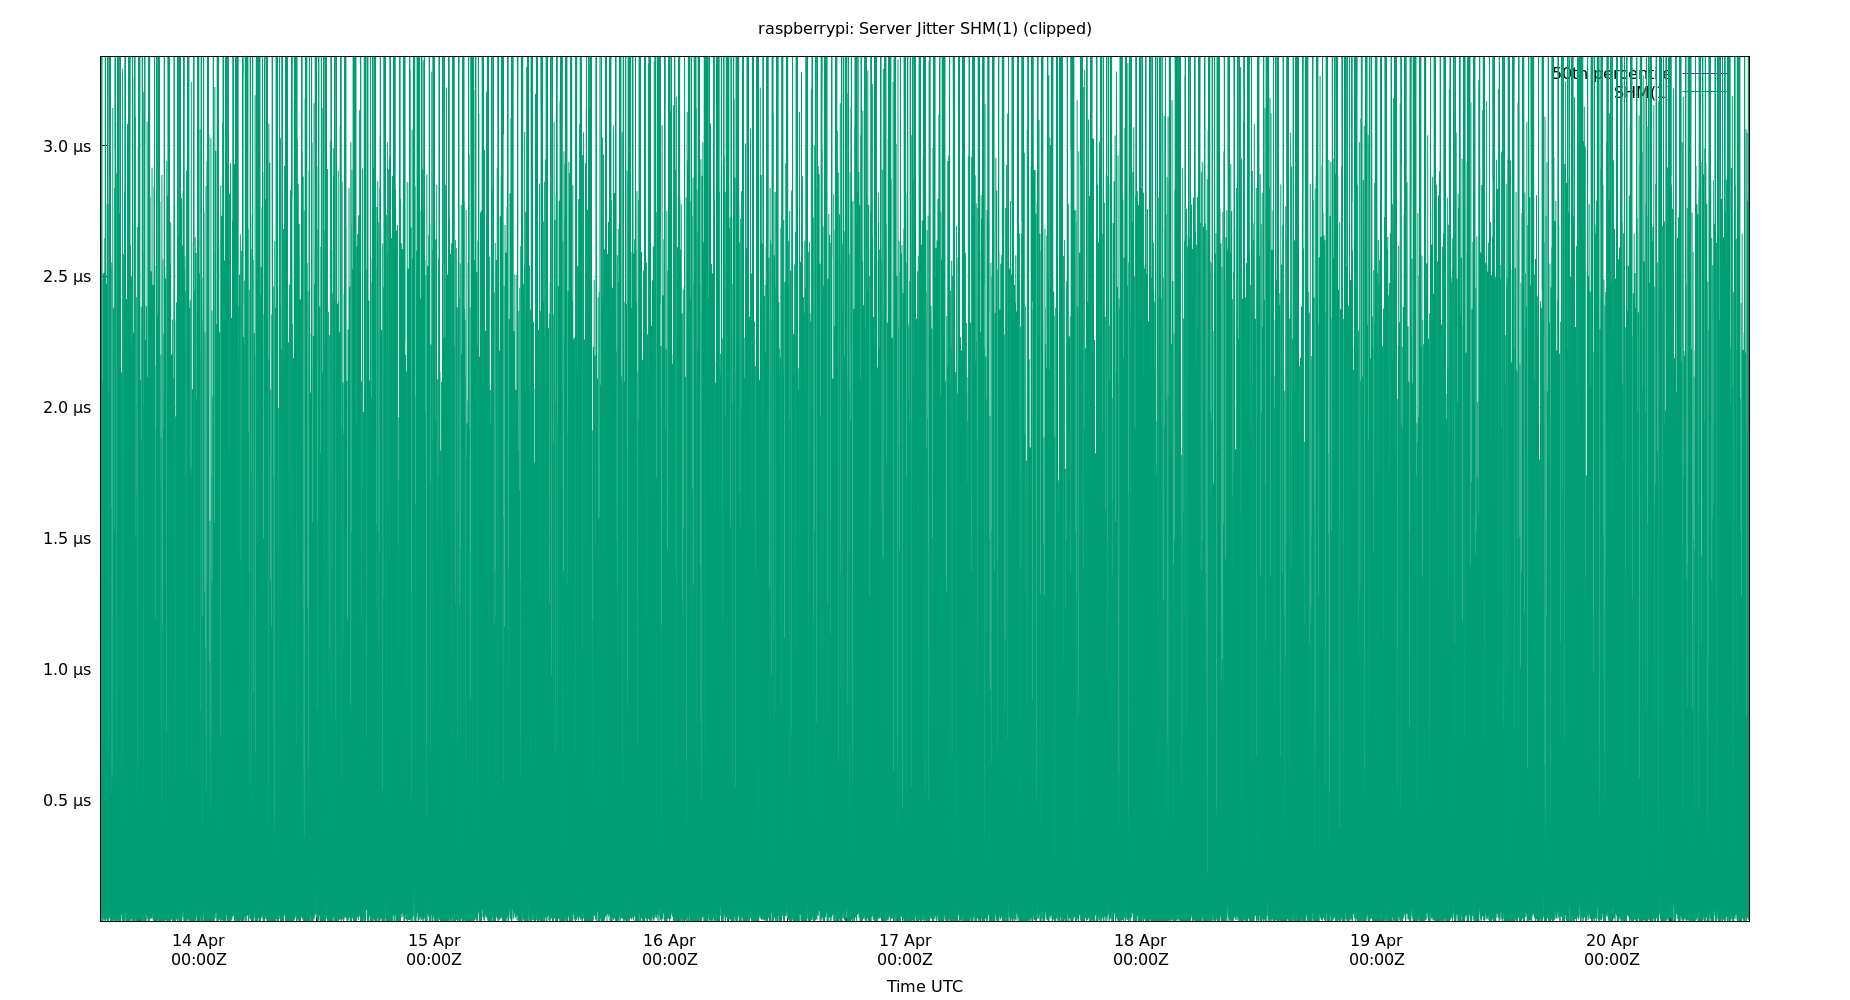 raspberrypi: Server Jitter SHM(1) (clipped)
50th percentile
SHM(1)
3.0 µs
2.5 µs
2.0 µs
1.5 µs
1.0 µs
0.5 µs
14 Apr 15 Apr 16 Apr 17 Apr 18 Apr 19 Apr 20 Apr
00:00Z 00:00Z 00:00Z 00:00Z 00:00Z 00:00Z 00:00Z
Time UTC